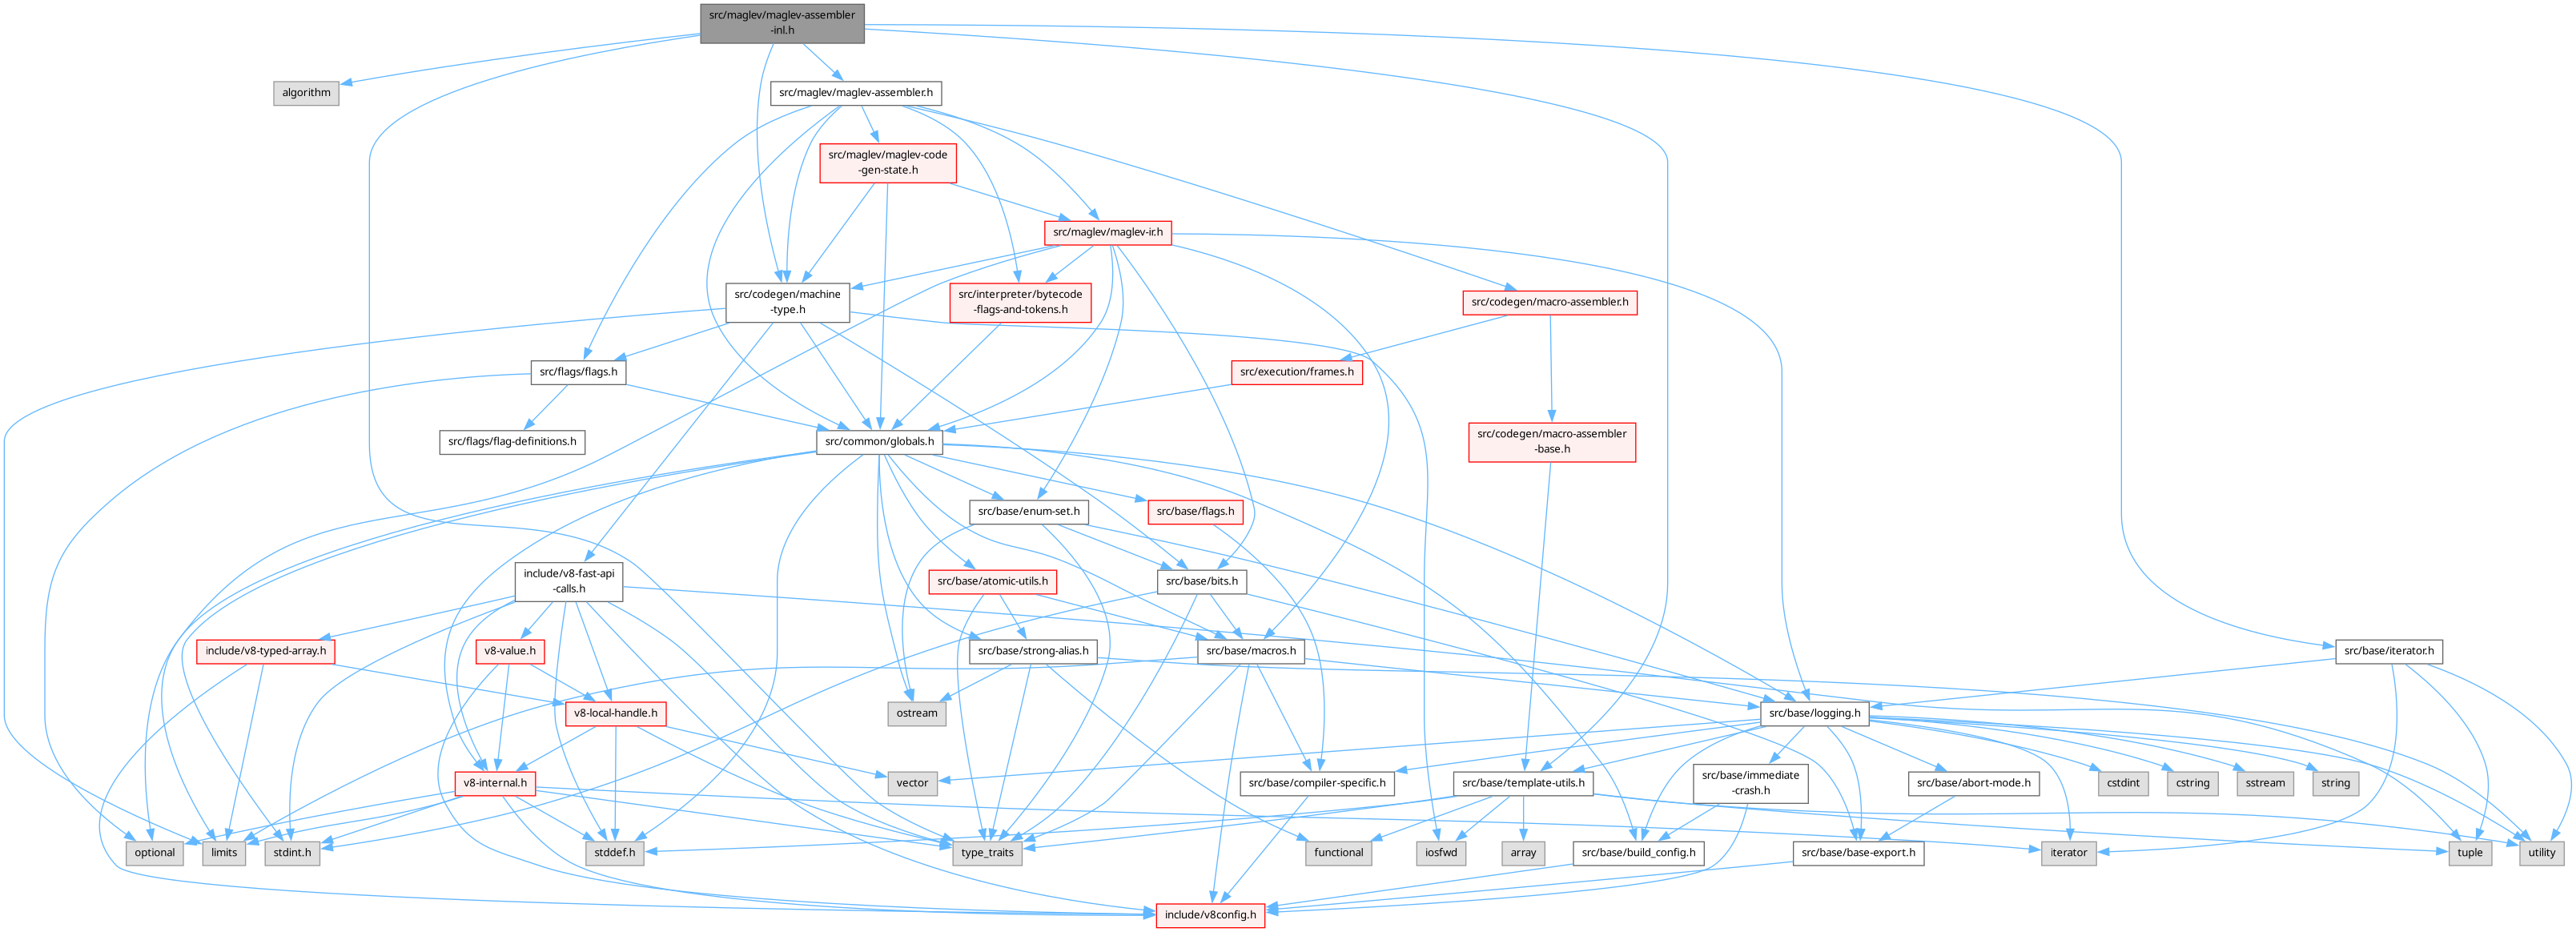 src/maglev/maglev-assembler
-inl.h
algorithm
src/maglev/maglev-assembler.h
src/maglev/maglev-code
-gen-state.h
src/maglev/maglev-ir.h
src/codegen/machine
-type.h
src/interpreter/bytecode
-flags-and-tokens.h
src/codegen/macro-assembler.h
src/flags/flags.h
src/execution/frames.h
src/flags/flag-definitions.h
src/common/globals.h
src/codegen/macro-assembler
-base.h
src/base/enum-set.h
src/base/flags.h
include/v8-fast-api
-calls.h
src/base/atomic-utils.h
src/base/bits.h
include/v8-typed-array.h
v8-value.h
src/base/strong-alias.h
src/base/macros.h
src/base/iterator.h
v8-local-handle.h
ostream
src/base/logging.h
v8-internal.h
vector
src/base/compiler-specific.h
src/base/template-utils.h
src/base/immediate
-crash.h
src/base/abort-mode.h
cstdint
cstring
sstream
string
optional
limits
stdint.h
stddef.h
type_traits
functional
iosfwd
array
src/base/build_config.h
src/base/base-export.h
iterator
tuple
utility
include/v8config.h